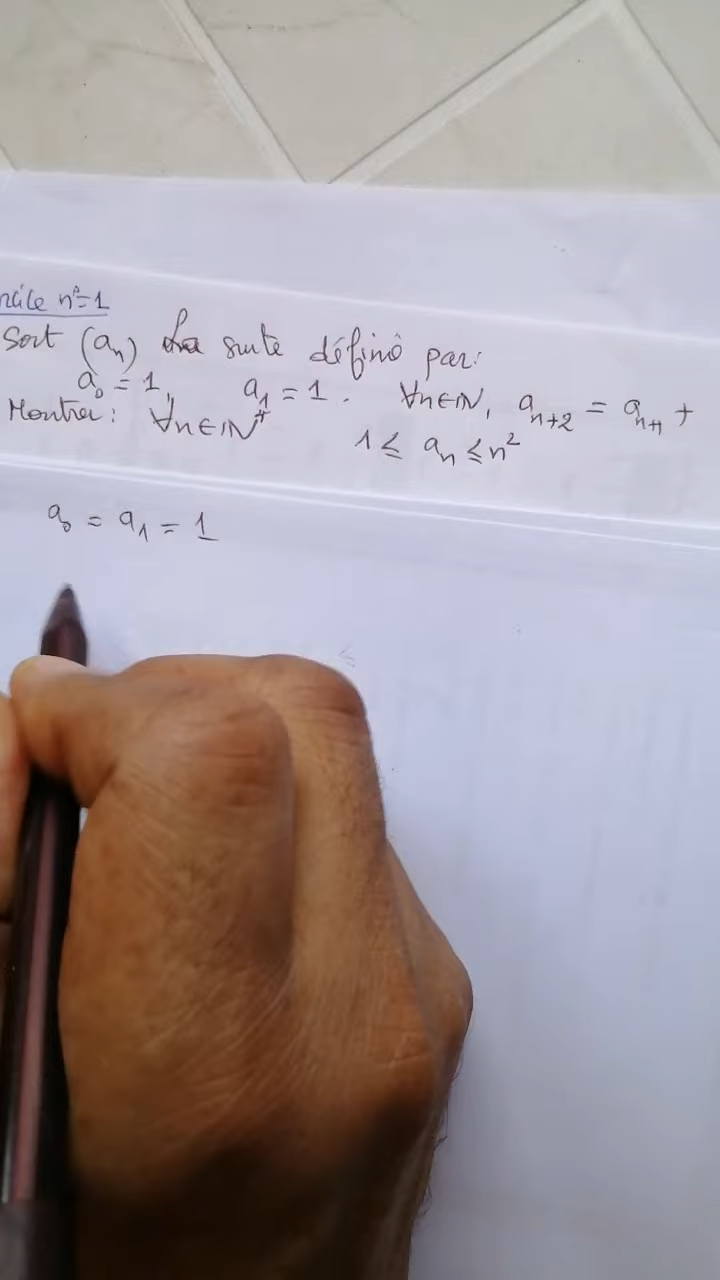 rcice n°=1
Soit (aₙ) la suite définie par:
a₀ = 1, a₁ = 1. ∀n∈ℕ, aₙ₊₂ = aₙ₊₁ +
Montrer: ∀n∈ℕ* 1 ≤ aₙ ≤ n²
a₀ = a₁ = 1